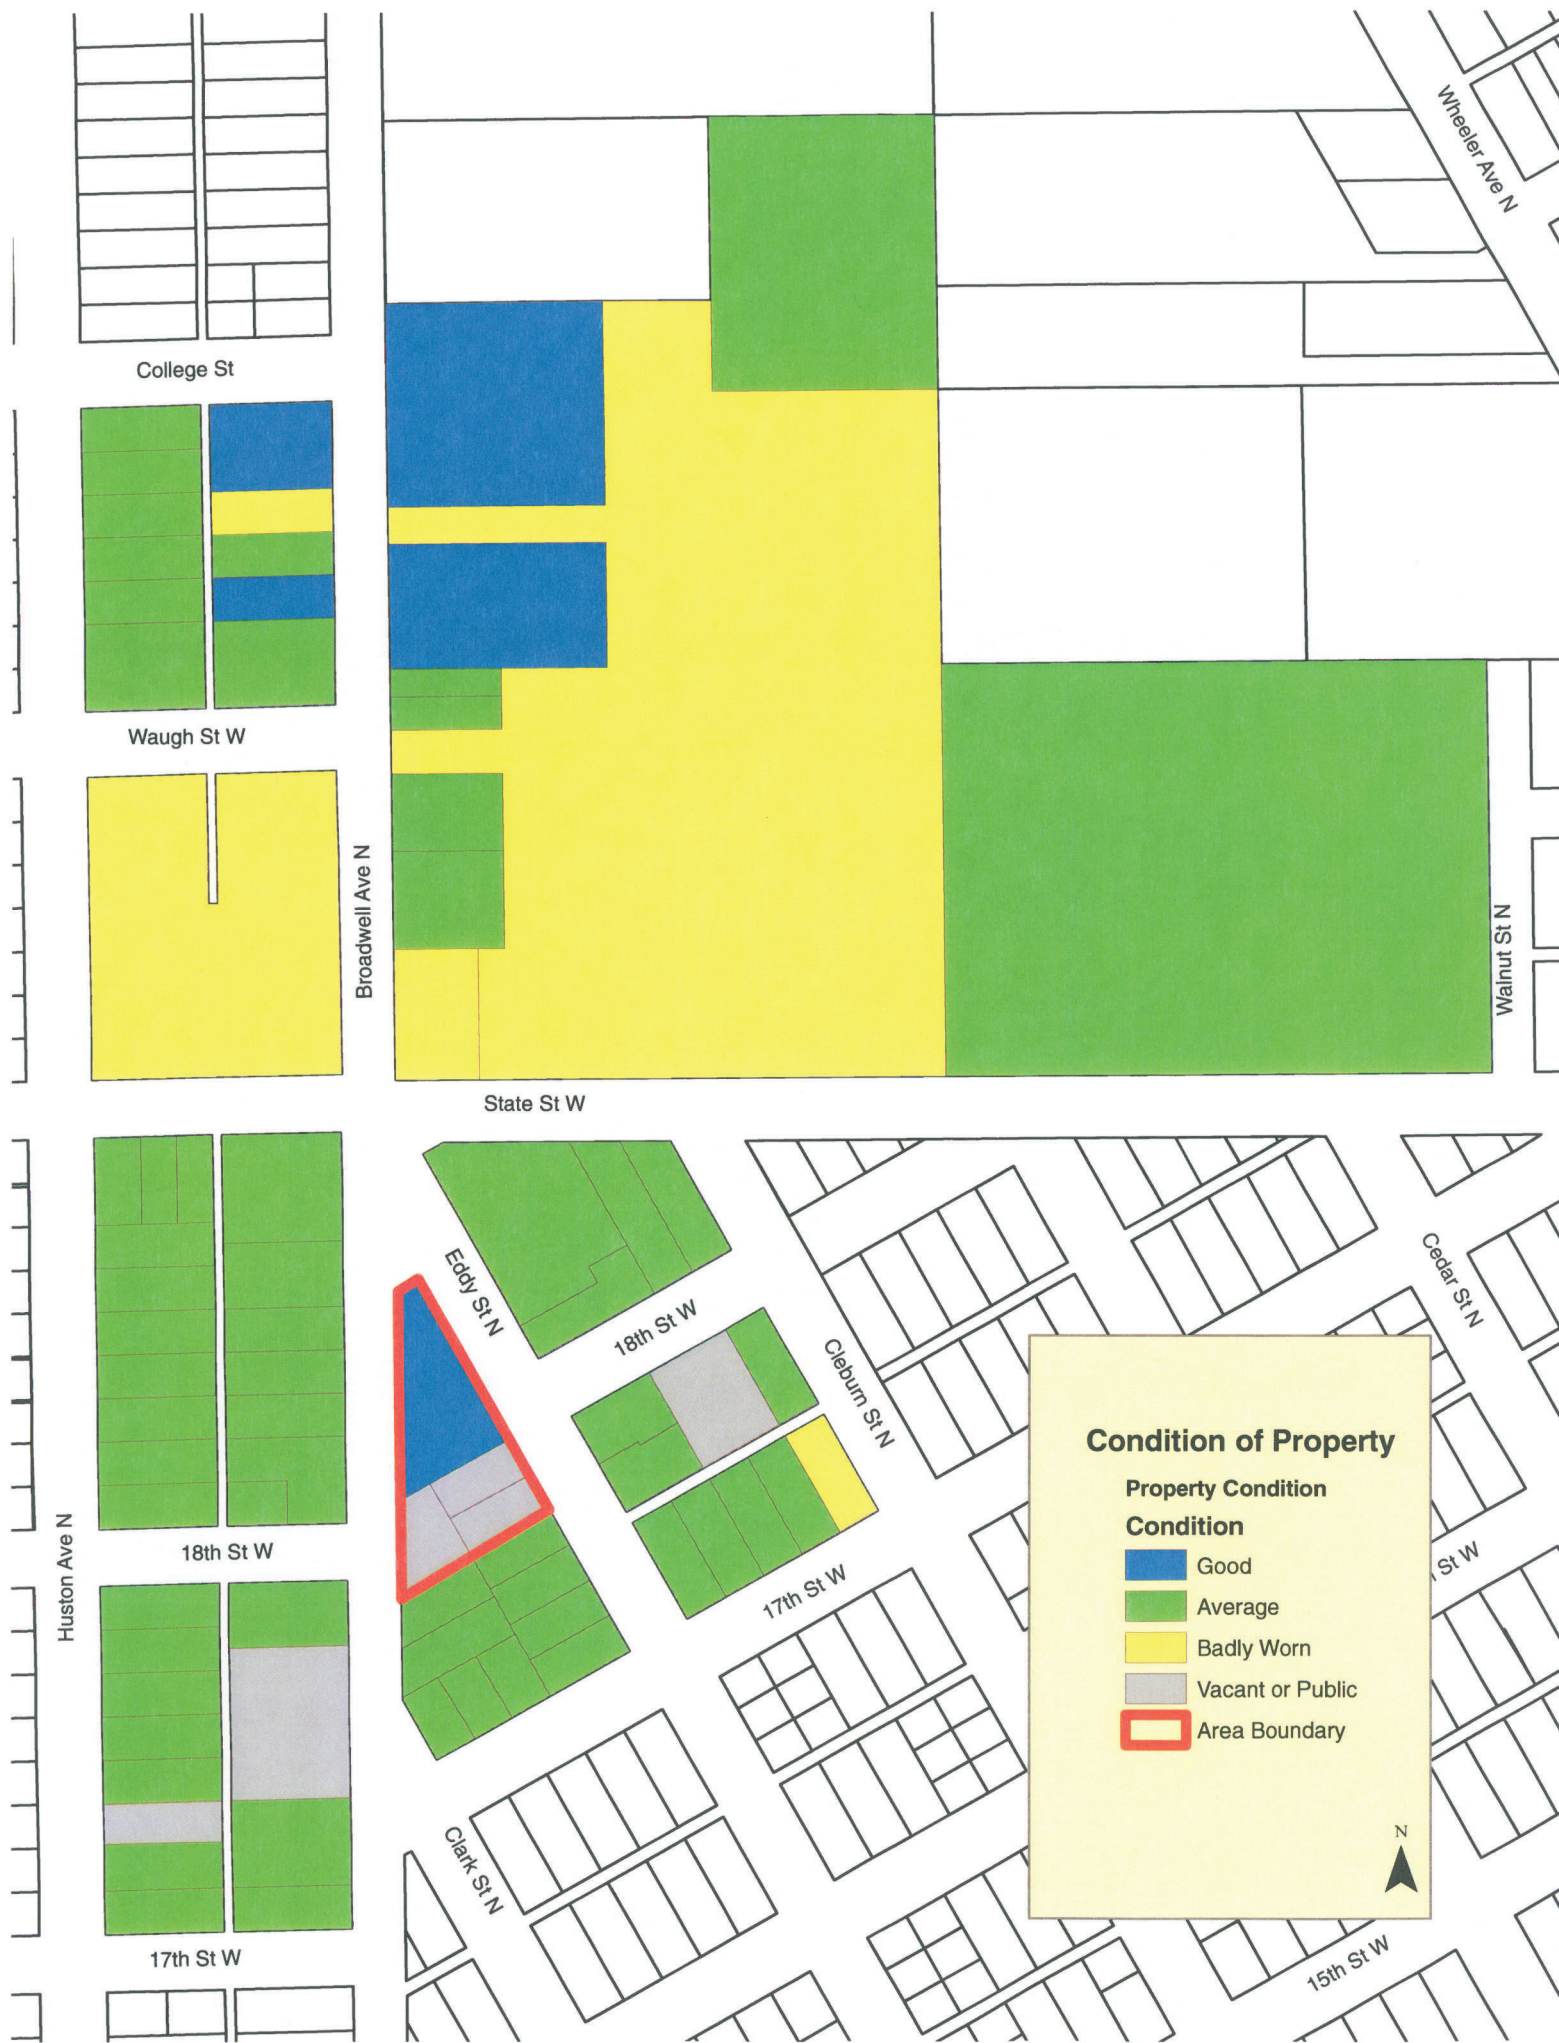 Wheeler Ave N
College St
Waugh St W
Broadwell Ave N
Walnut St N
State St W
Eddy St N
18th St W
Cleburn St N
Cedar St N
Huston Ave N
18th St W
17th St W
Clark St N
17th St W
15th St W
St W
Condition of Property
Property Condition
Condition
Good
Average
Badly Worn
Vacant or Public
Area Boundary
N